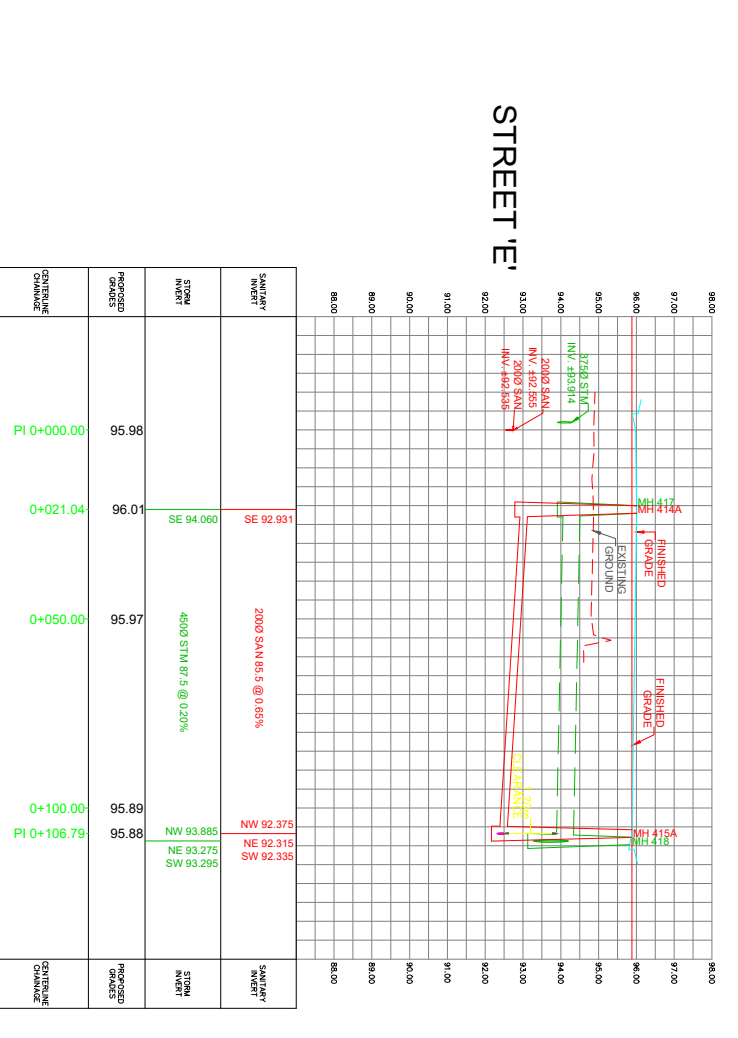 STREET 'E'
98.00
97.00
96.00
95.00
94.00
93.00
92.00
91.00
90.00
89.00
88.00
98.00
97.00
96.00
95.00
94.00
93.00
92.00
91.00
90.00
89.00
88.00
375Ø STM
INV. ±93.914
200Ø SAN
INV. ±92.555
200Ø SAN
INV. ±92.535
MH 417
MH 414A
FINISHED
GRADE
EXISTING
GROUND
FINISHED
GRADE
MH 415A
MH 418
SANITARY
INVERT
SE 92.931
200Ø SAN 85.5 @ 0.65%
NW 92.375
NE 92.315
SW 92.335
SANITARY
INVERT
STORM
INVERT
SE 94.060
450Ø STM 87.5 @ 0.20%
NW 93.885
NE 93.275
SW 93.295
STORM
INVERT
PROPOSED
GRADES
95.98
96.01
95.97
95.89
95.88
PROPOSED
GRADES
CENTERLINE
CHAINAGE
PI 0+000.00
0+021.04
0+050.00
0+100.00
PI 0+106.79
CENTERLINE
CHAINAGE